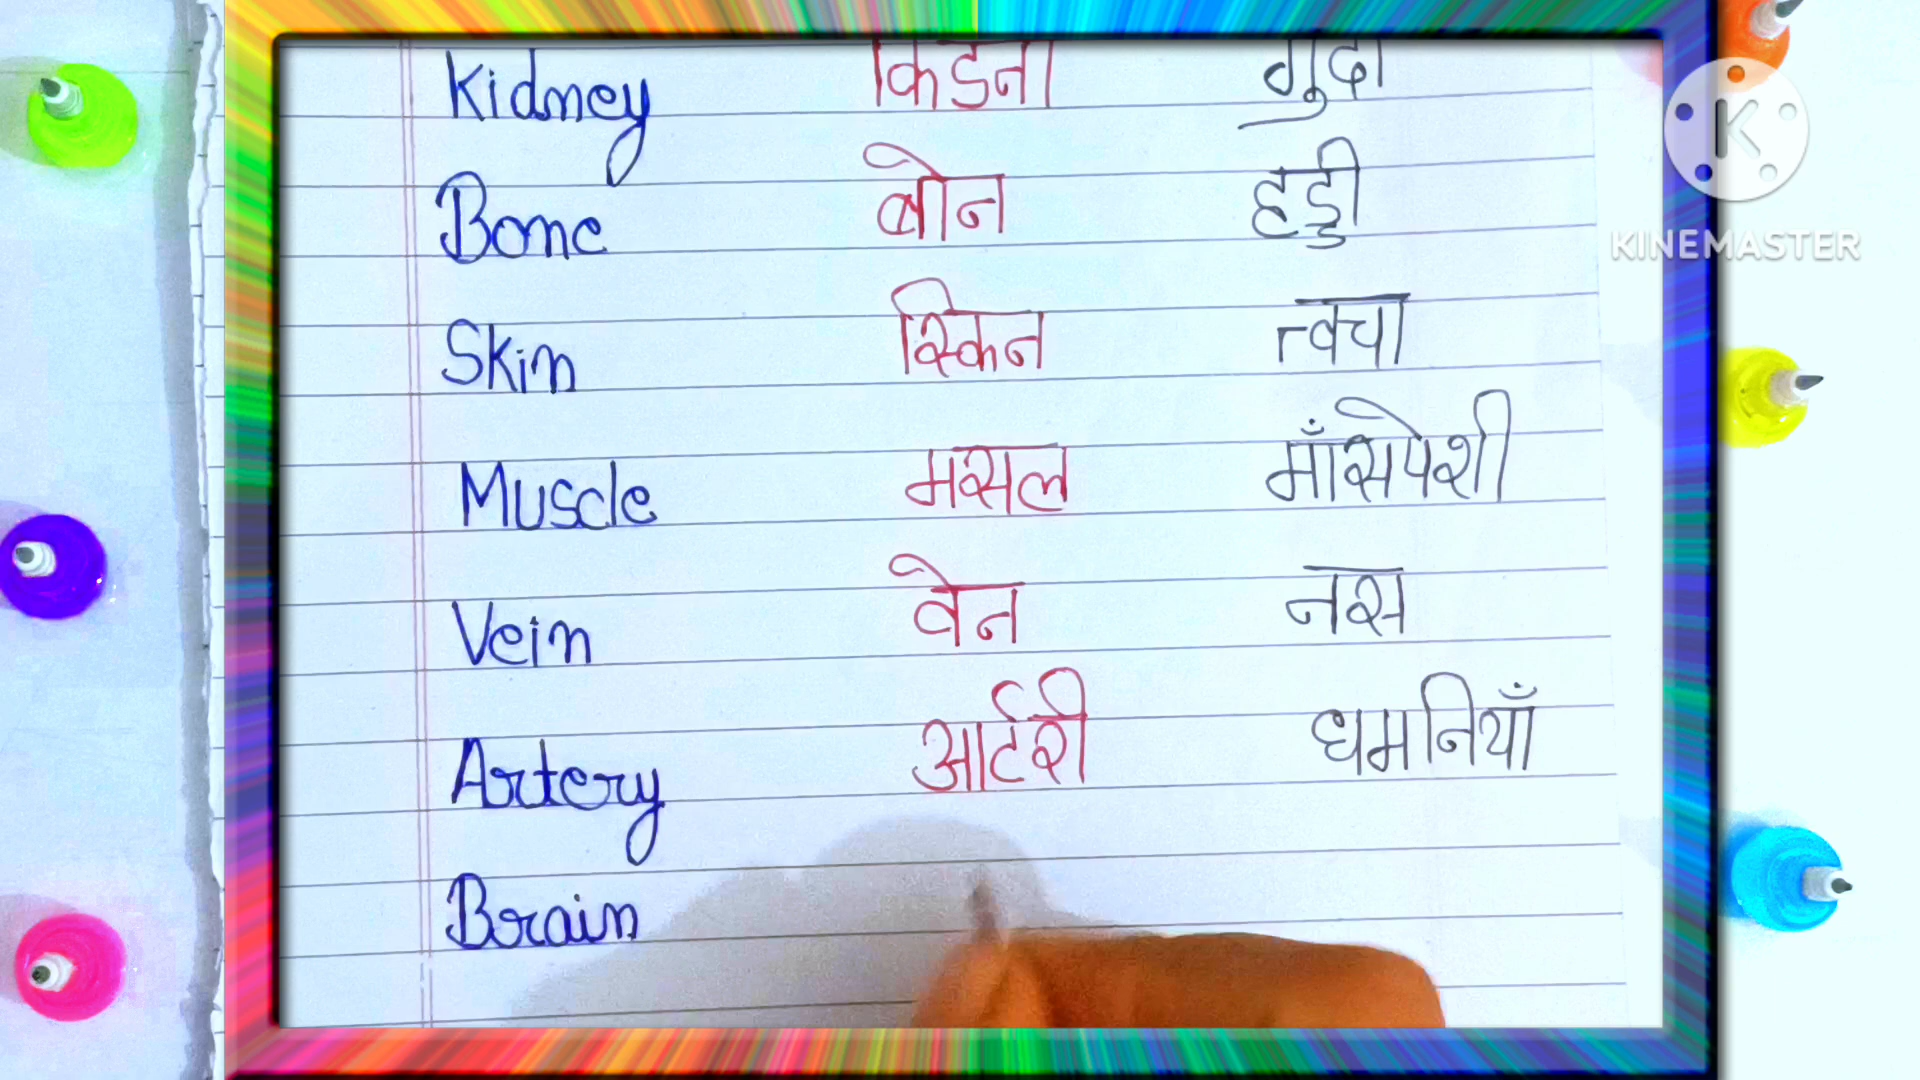 Kidney किडनी गुर्दा
Bone बोन हड्डी
KINEMASTER
Skin स्किन त्वचा
Muscle मसल माँसपेशी
Vein वेन नस
Artery आर्टरी धमनियाँ
Brain